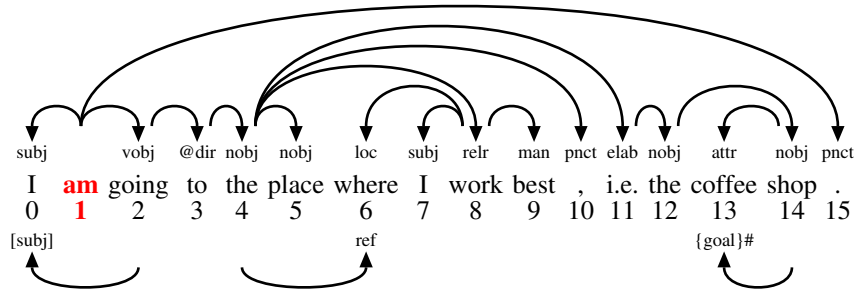 subj vobj @dir nobj nobj loc subj relr man pnct elab nobj attr nobj pnct
I am going to the place where I work best , i.e. the coffee shop .
0 1 2 3 4 5 6 7 8 9 10 11 12 13 14 15
[subj] ref {goal}#